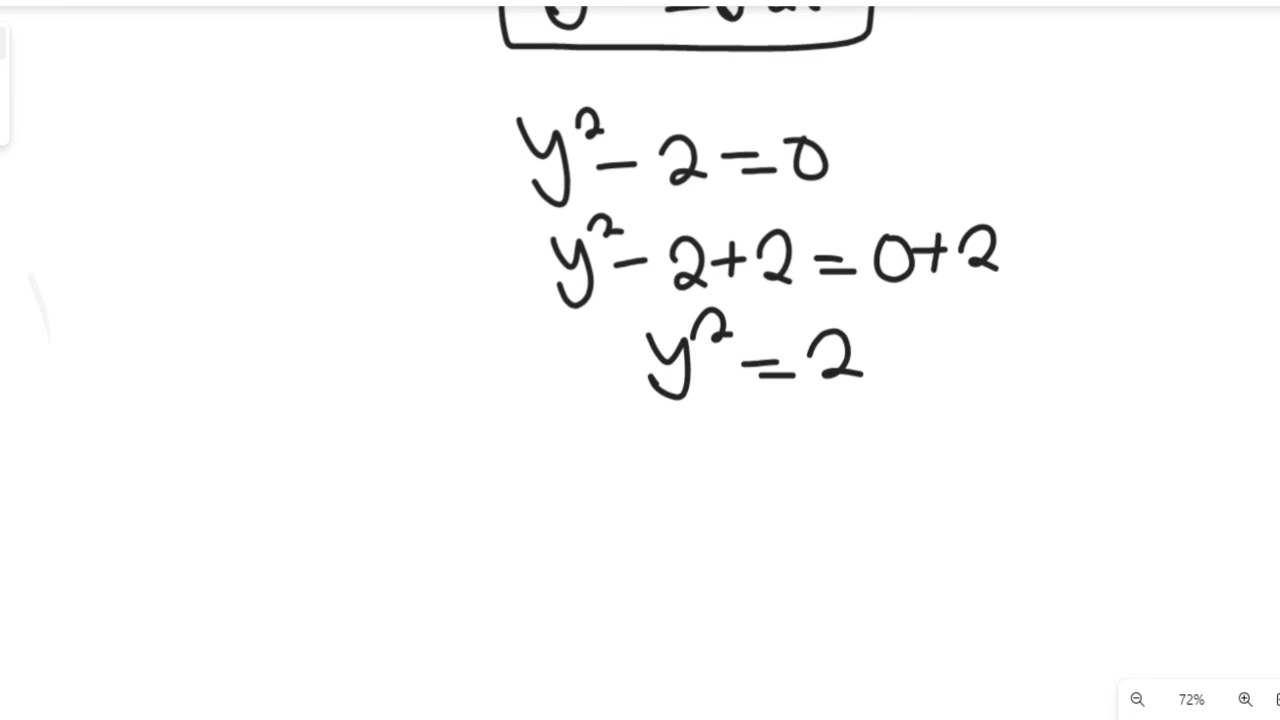 y² - 2 = 0
y² - 2 + 2 = 0 + 2
y² = 2
72%